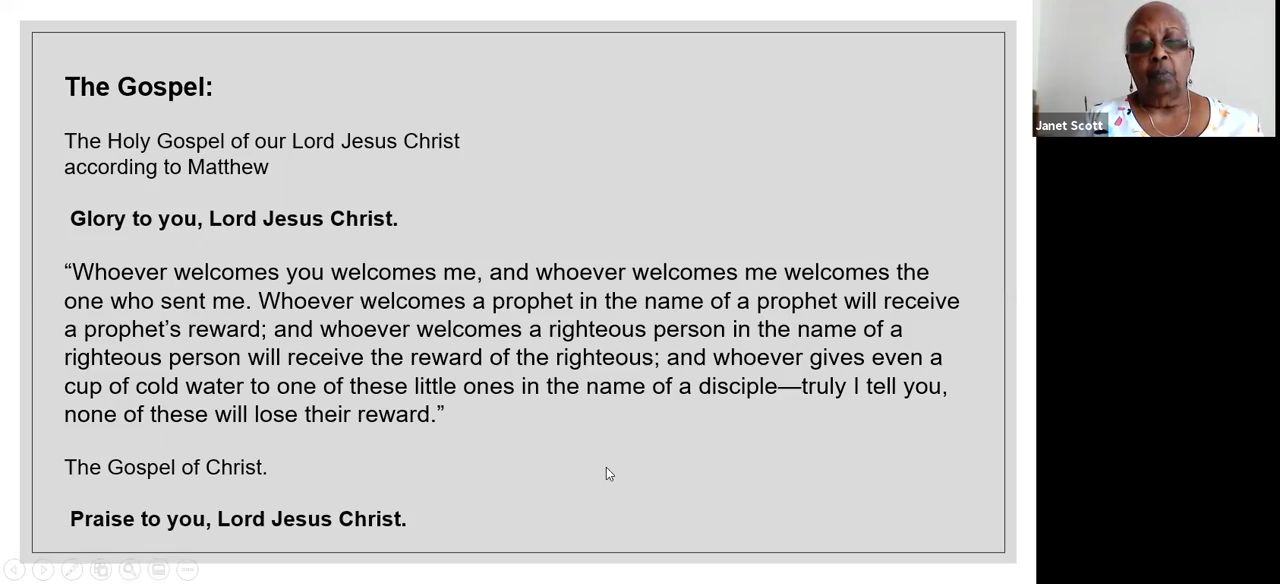 The Gospel:
The Holy Gospel of our Lord Jesus Christ
according to Matthew
Glory to you, Lord Jesus Christ.
“Whoever welcomes you welcomes me, and whoever welcomes me welcomes the
one who sent me. Whoever welcomes a prophet in the name of a prophet will receive
a prophet’s reward; and whoever welcomes a righteous person in the name of a
righteous person will receive the reward of the righteous; and whoever gives even a
cup of cold water to one of these little ones in the name of a disciple—truly I tell you,
none of these will lose their reward.”
The Gospel of Christ.
Praise to you, Lord Jesus Christ.
Janet Scott